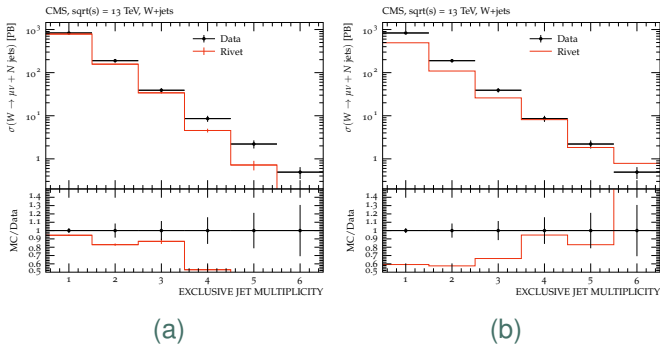 CMS, sqrt(s) = 13 TeV, W+jets
Data
Rivet
σ(W → μν + N jets) [PB]
10³
10²
10¹
1
1.4
1.3
1.2
1.1
1
0.9
0.8
0.7
0.6
0.5
MC/Data
1 2 3 4 5 6
EXCLUSIVE JET MULTIPLICITY
(a)
CMS, sqrt(s) = 13 TeV, W+jets
Data
Rivet
σ(W → μν + N jets) [PB]
10³
10²
10¹
1
1.4
1.3
1.2
1.1
1
0.9
0.8
0.7
0.6
0.5
MC/Data
1 2 3 4 5 6
EXCLUSIVE JET MULTIPLICITY
(b)